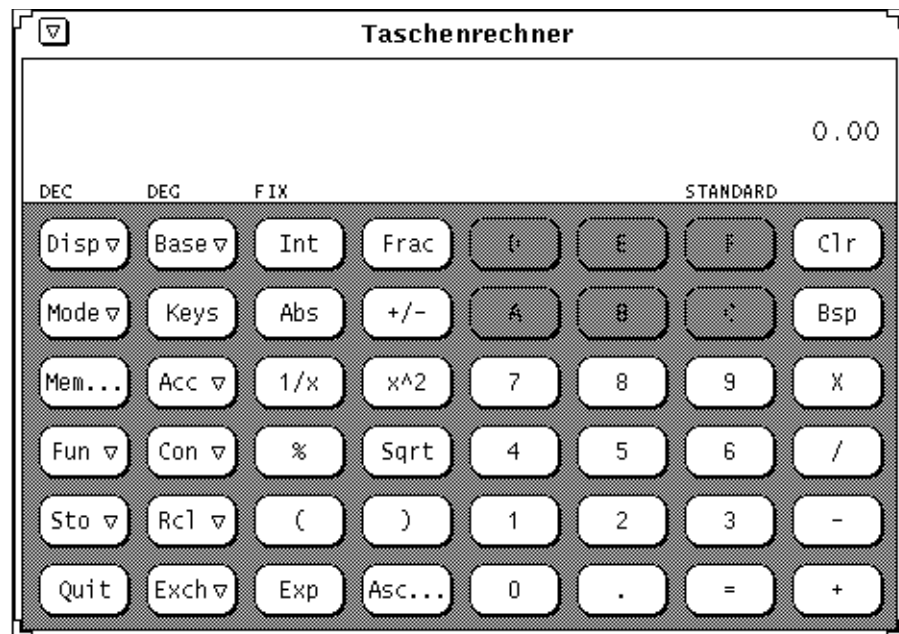 Taschenrechner
0.00
DEC DEG FIX STANDARD
Disp Base Int Frac D E F Clr
Mode Keys Abs +/- A B C Bsp
Mem... Acc 1/x x^2 7 8 9 X
Fun Con % Sqrt 4 5 6 /
Sto Rcl ( ) 1 2 3 -
Quit Exch Exp Asc... 0 . = +